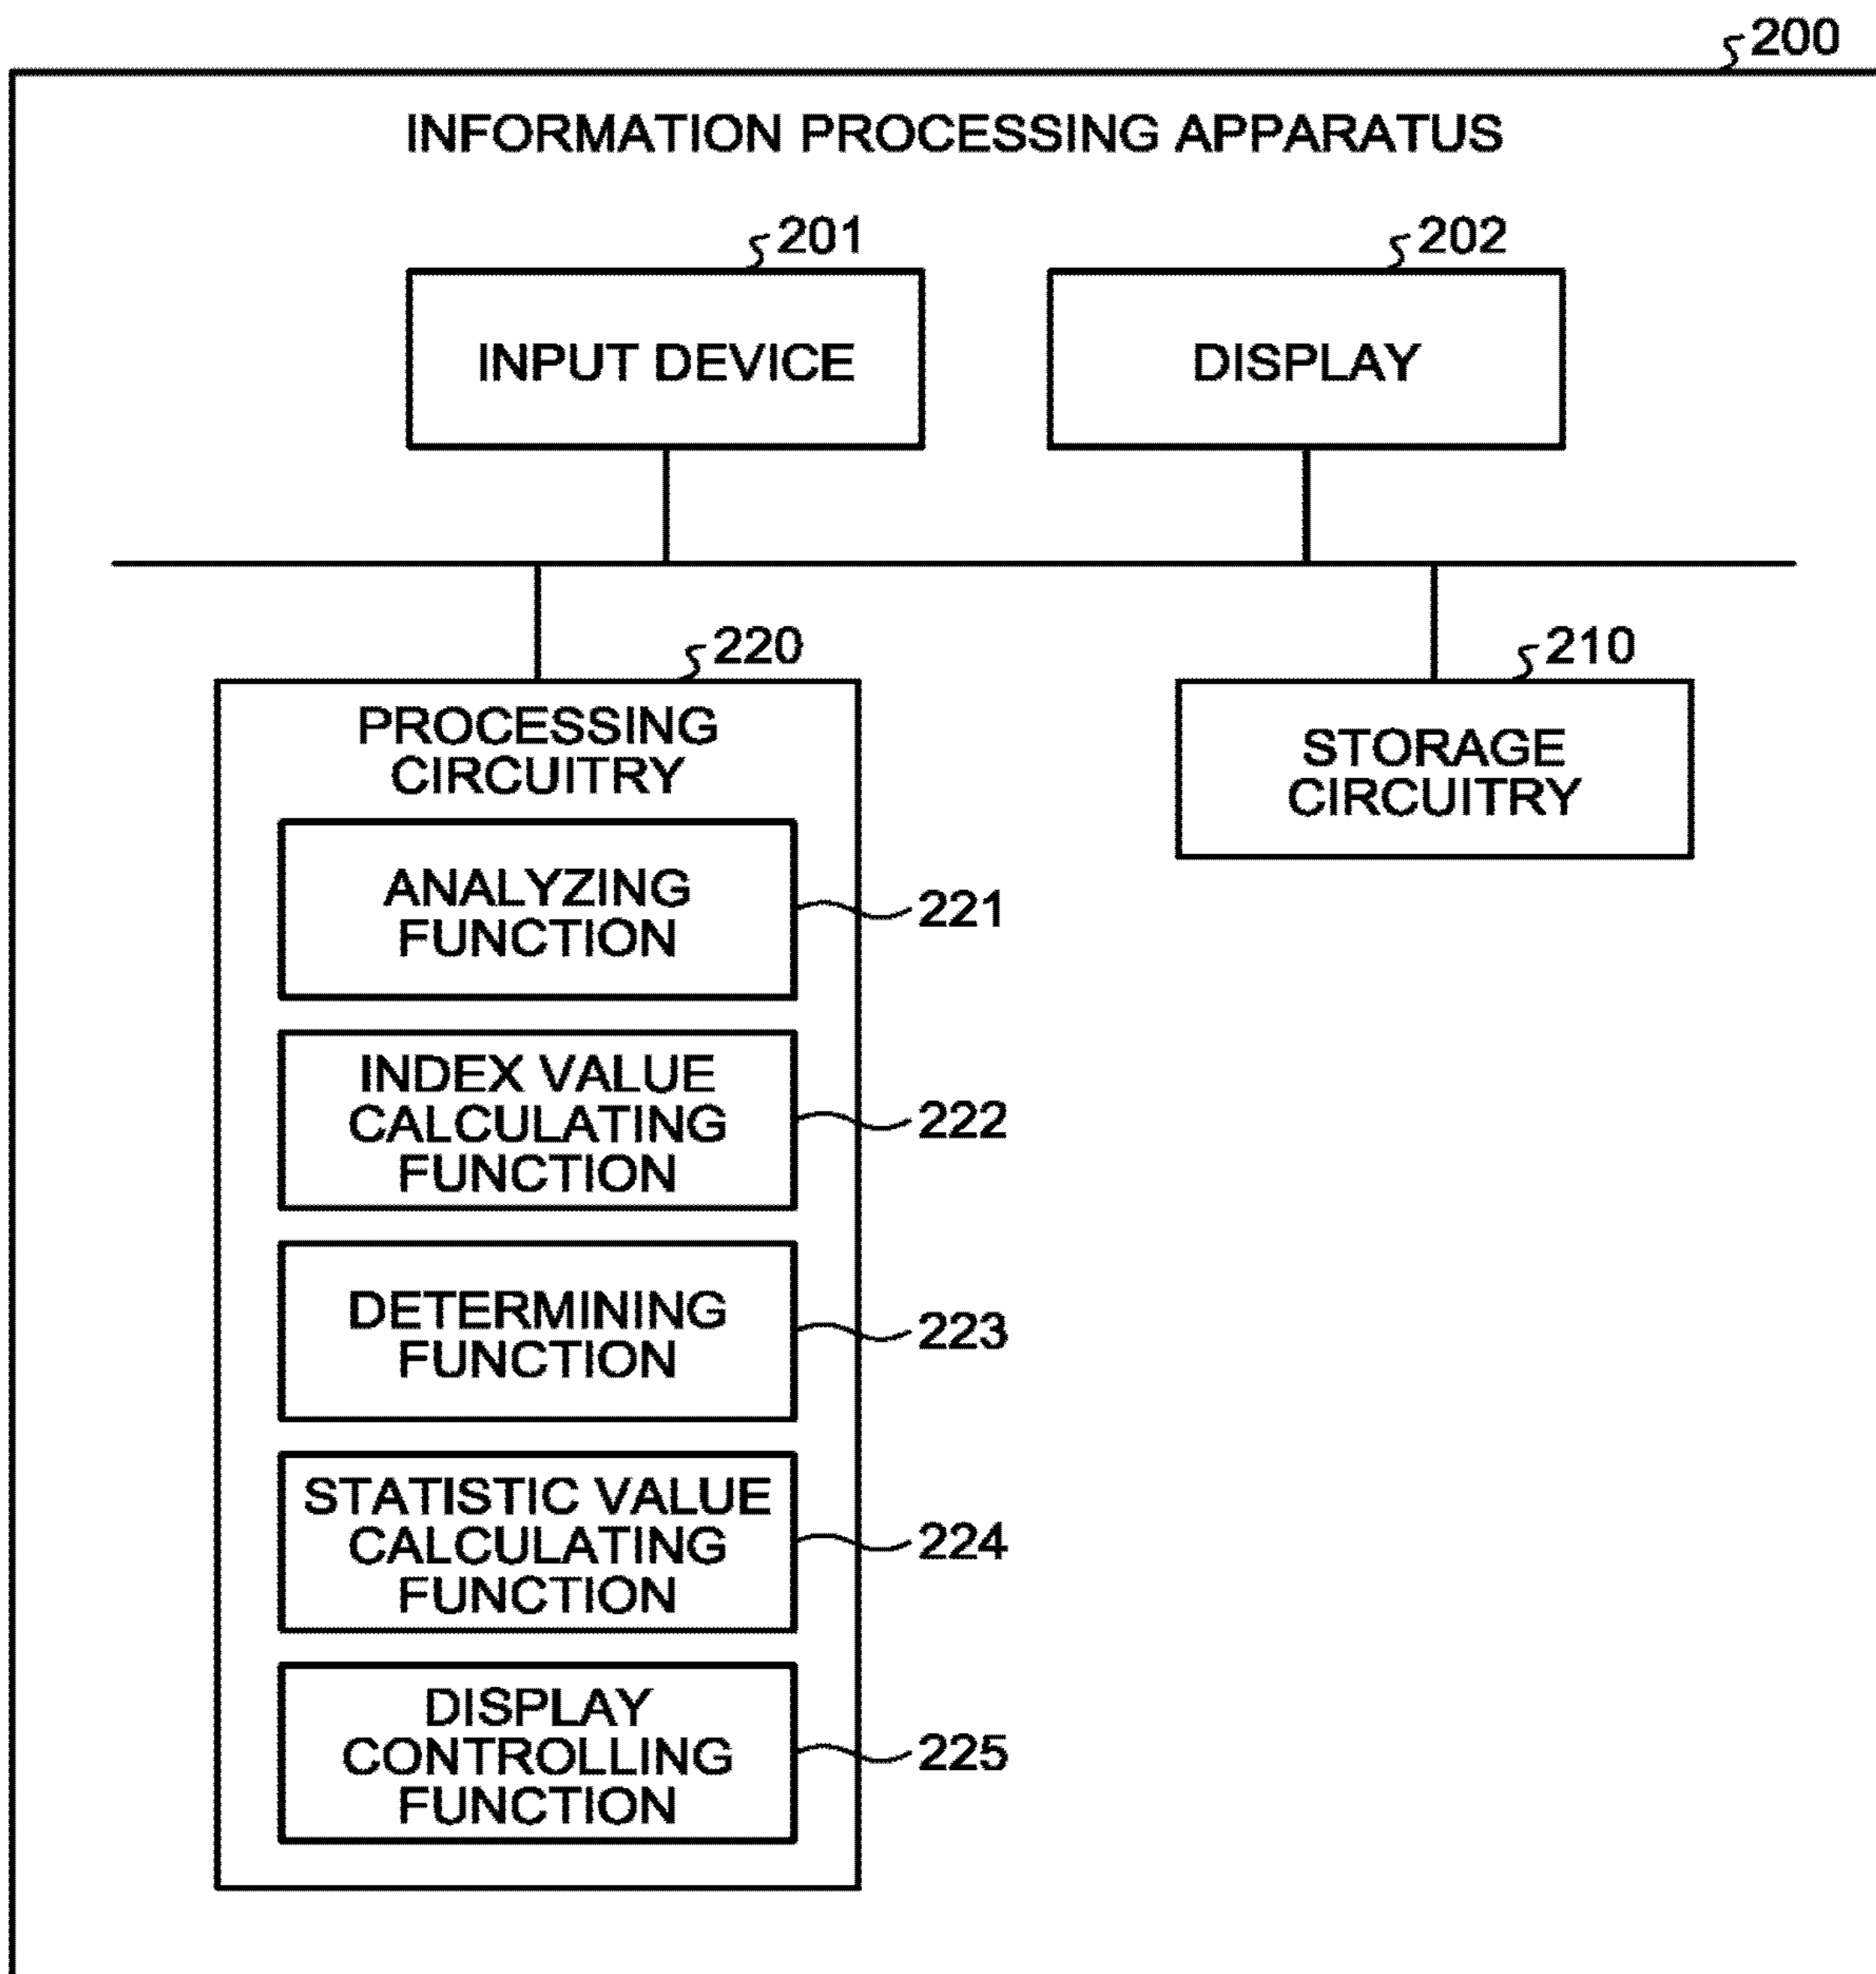 200
INFORMATION PROCESSING APPARATUS
201
202
INPUT DEVICE
DISPLAY
220
210
PROCESSING
CIRCUITRY
STORAGE
CIRCUITRY
ANALYZING
FUNCTION
221
INDEX VALUE
CALCULATING
FUNCTION
222
DETERMINING
FUNCTION
223
STATISTIC VALUE
CALCULATING
FUNCTION
224
DISPLAY
CONTROLLING
FUNCTION
225